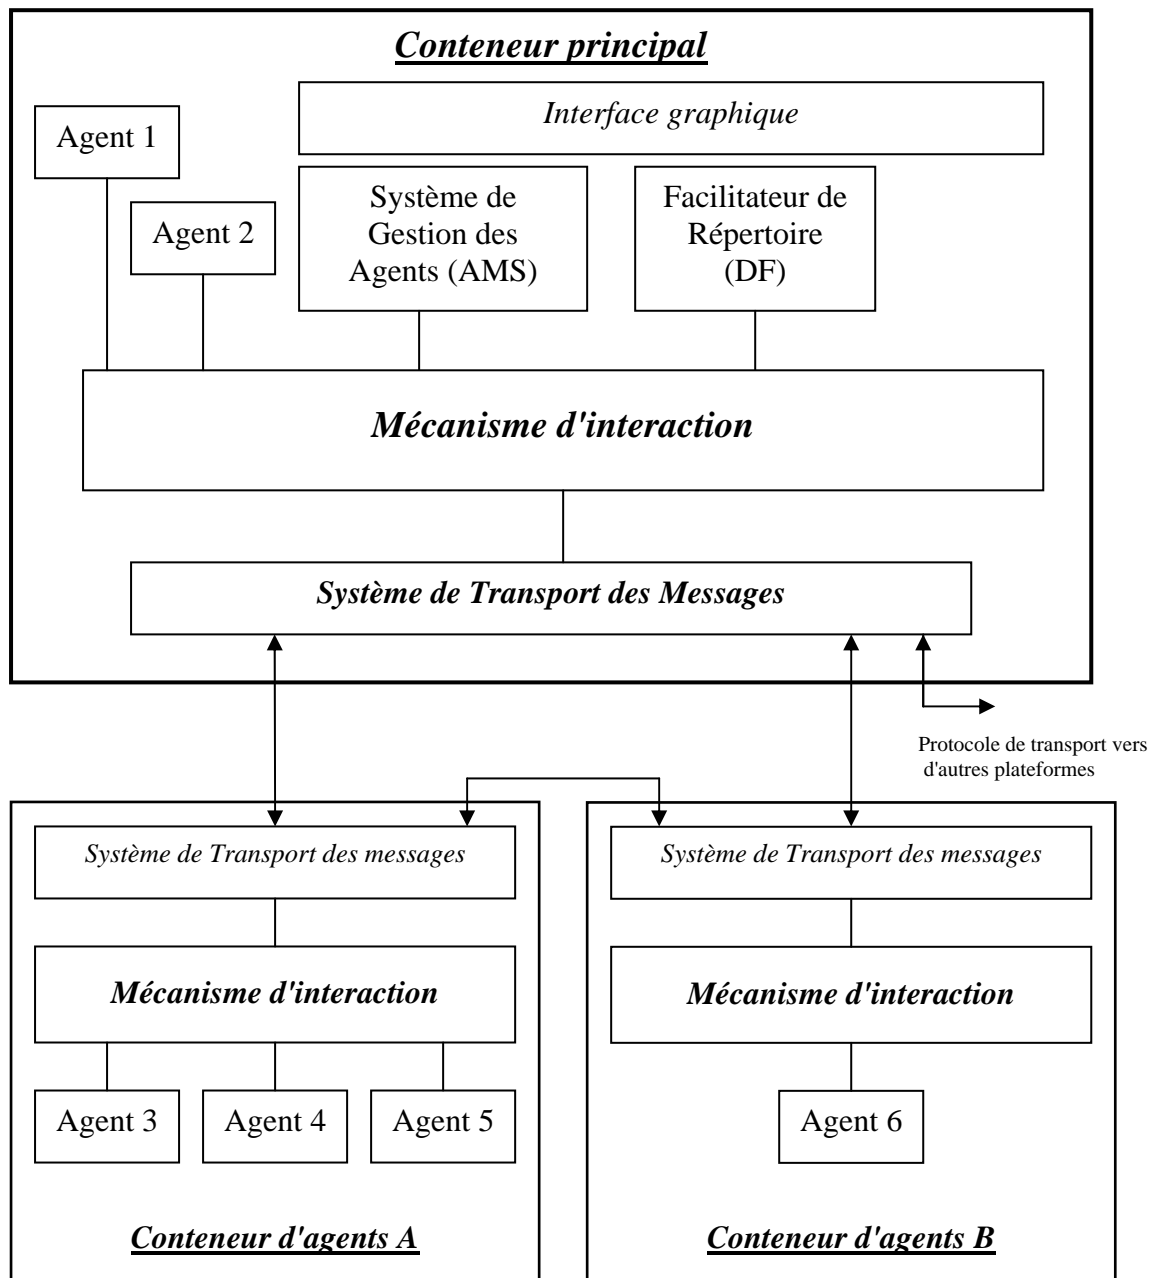 Conteneur principal
Interface graphique
Agent 1
Système de
Gestion des
Agents (AMS)
Facilitateur de
Répertoire
(DF)
Agent 2
Mécanisme d'interaction
Système de Transport des Messages
Protocole de transport vers
d'autres plateformes
Système de Transport des messages
Système de Transport des messages
Mécanisme d'interaction
Mécanisme d'interaction
Agent 3
Agent 4
Agent 5
Agent 6
Conteneur d'agents A
Conteneur d'agents B